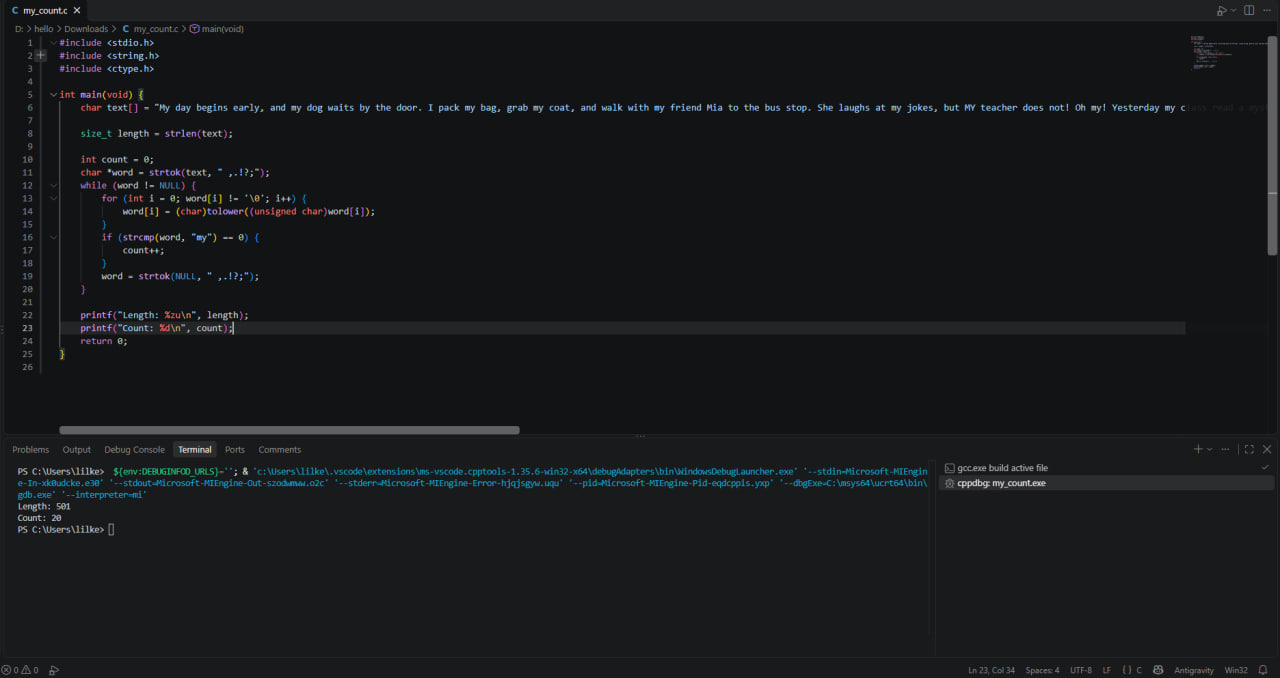 my_count.c
D: > hello > Downloads > C my_count.c > main(void)
1 #include <stdio.h>
2 #include <string.h>
3 #include <ctype.h>
4
5 int main(void) {
6 char text[] = "My day begins early, and my dog waits by the door. I pack my bag, grab my coat, and walk with my friend Mia to the bus stop. She laughs at my jokes, but MY teacher does not! Oh my! Yesterday my class read a
7
8 size_t length = strlen(text);
9
10 int count = 0;
11 char *word = strtok(text, " ,.!?;");
12 while (word != NULL) {
13 for (int i = 0; word[i] != '\0'; i++) {
14 word[i] = (char)tolower((unsigned char)word[i]);
15 }
16 if (strcmp(word, "my") == 0) {
17 count++;
18 }
19 word = strtok(NULL, " ,.!?;");
20 }
21
22 printf("Length: %zu\n", length);
23 printf("Count: %d\n", count);
24 return 0;
25 }
26
Problems Output Debug Console Terminal Ports Comments
PS C:\Users\lilke> ${env:DEBUGINFOD_URLS}=''; & 'c:\Users\lilke\.vscode\extensions\ms-vscode.cpptools-1.35.6-win32-x64\debugAdapters\bin\WindowsDebugLauncher.exe' '--stdin=Microsoft-MIEngin
e-In-xk0udcke.e30' '--stdout=Microsoft-MIEngine-Out-szodwmww.o2c' '--stderr=Microsoft-MIEngine-Error-hjqjsgyw.uqu' '--pid=Microsoft-MIEngine-Pid-eqdcppis.yxp' '--dbgExe=C:\msys64\ucrt64\bin\
gdb.exe' '--interpreter=mi'
Length: 501
Count: 20
PS C:\Users\lilke>
gcc.exe build active file
cppdbg: my_count.exe
0 0
Ln 23, Col 34 Spaces: 4 UTF-8 LF { } C Antigravity Win32